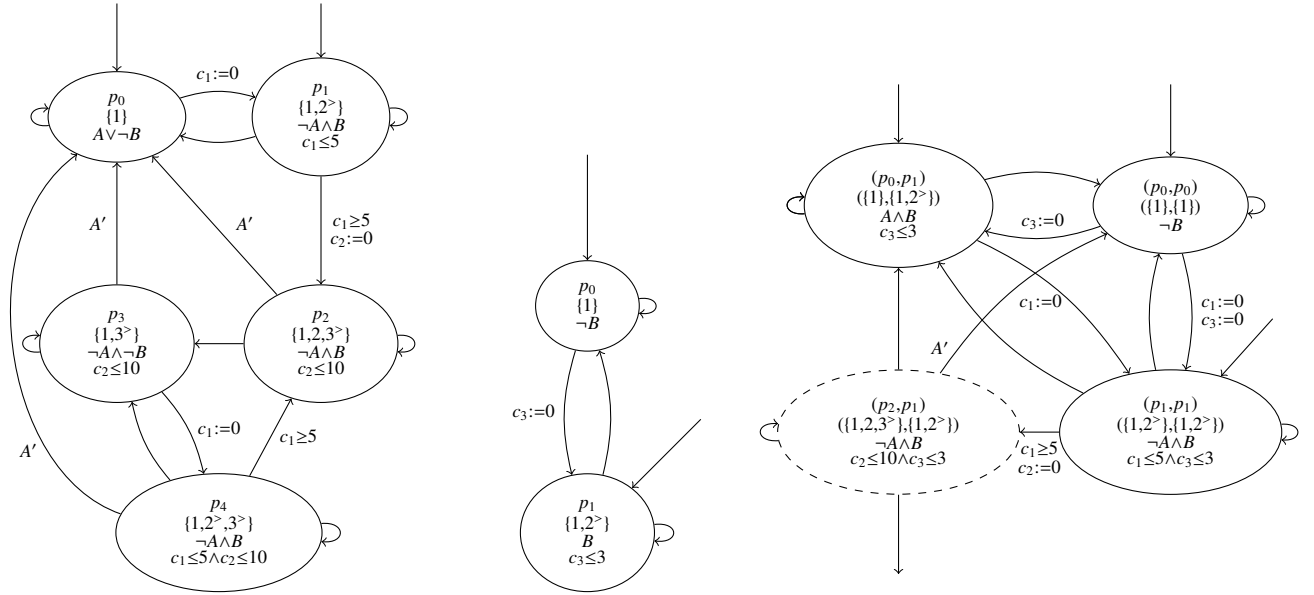 p₀
{1}
A∨¬B
c₁:=0
p₁
{1,2^>}
¬A∧B
c₁≤5
A′
A′
c₁≥5
c₂:=0
p₃
{1,3^>}
¬A∧¬B
c₂≤10
p₂
{1,2,3^>}
¬A∧B
c₂≤10
c₁:=0
c₁≥5
A′
p₄
{1,2^>,3^>}
¬A∧B
c₁≤5∧c₂≤10
p₀
{1}
¬B
c₃:=0
p₁
{1,2^>}
B
c₃≤3
(p₀,p₁)
({1},{1,2^>})
A∧B
c₃≤3
c₃:=0
(p₀,p₀)
({1},{1})
¬B
c₁:=0
c₁:=0
c₃:=0
A′
(p₂,p₁)
({1,2,3^>},{1,2^>})
¬A∧B
c₂≤10∧c₃≤3
c₁≥5
c₂:=0
(p₁,p₁)
({1,2^>},{1,2^>})
¬A∧B
c₁≤5∧c₃≤3